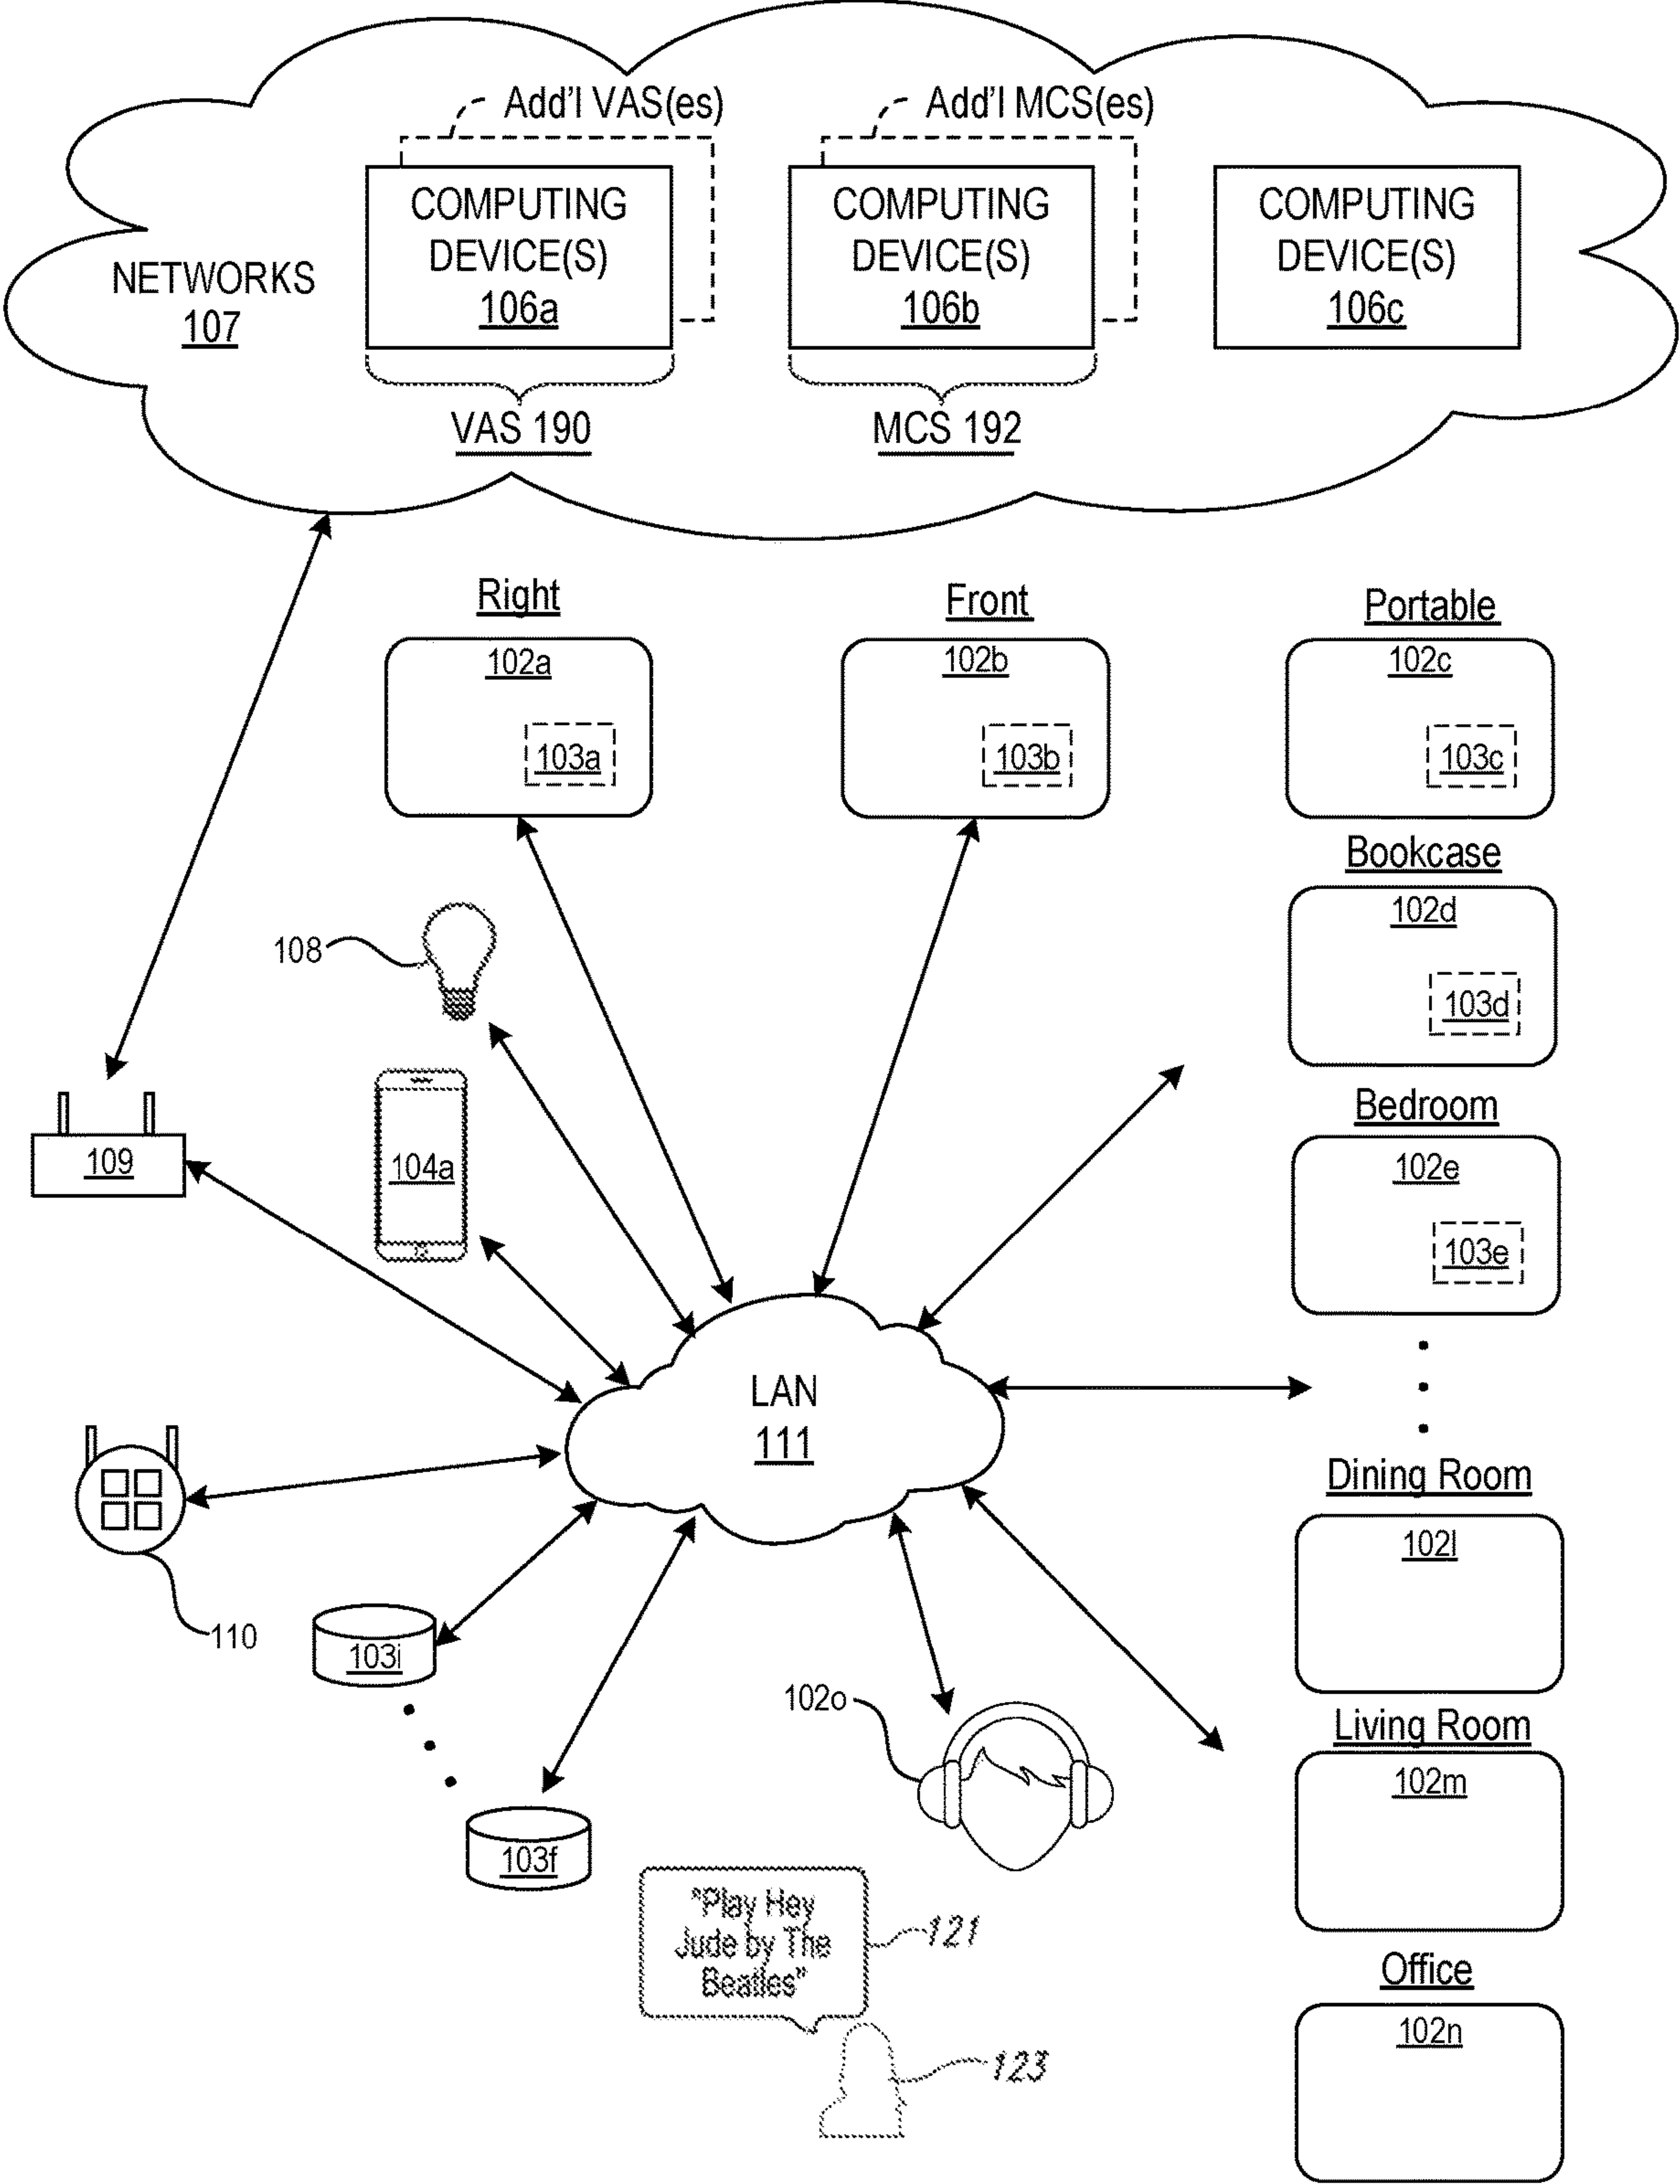 Add'l VAS(es)
Add'l MCS(es)
COMPUTING
DEVICE(S)
106a
COMPUTING
DEVICE(S)
106b
COMPUTING
DEVICE(S)
106c
NETWORKS
107
VAS 190
MCS 192
Right
102a
103a
Front
102b
103b
Portable
102c
103c
Bookcase
102d
103d
Bedroom
102e
103e
108
104a
109
LAN
111
110
103i
103f
102o
Dining Room
102l
Living Room
102m
Office
102n
"Play Hey
Jude by The
Beatles"
121
123